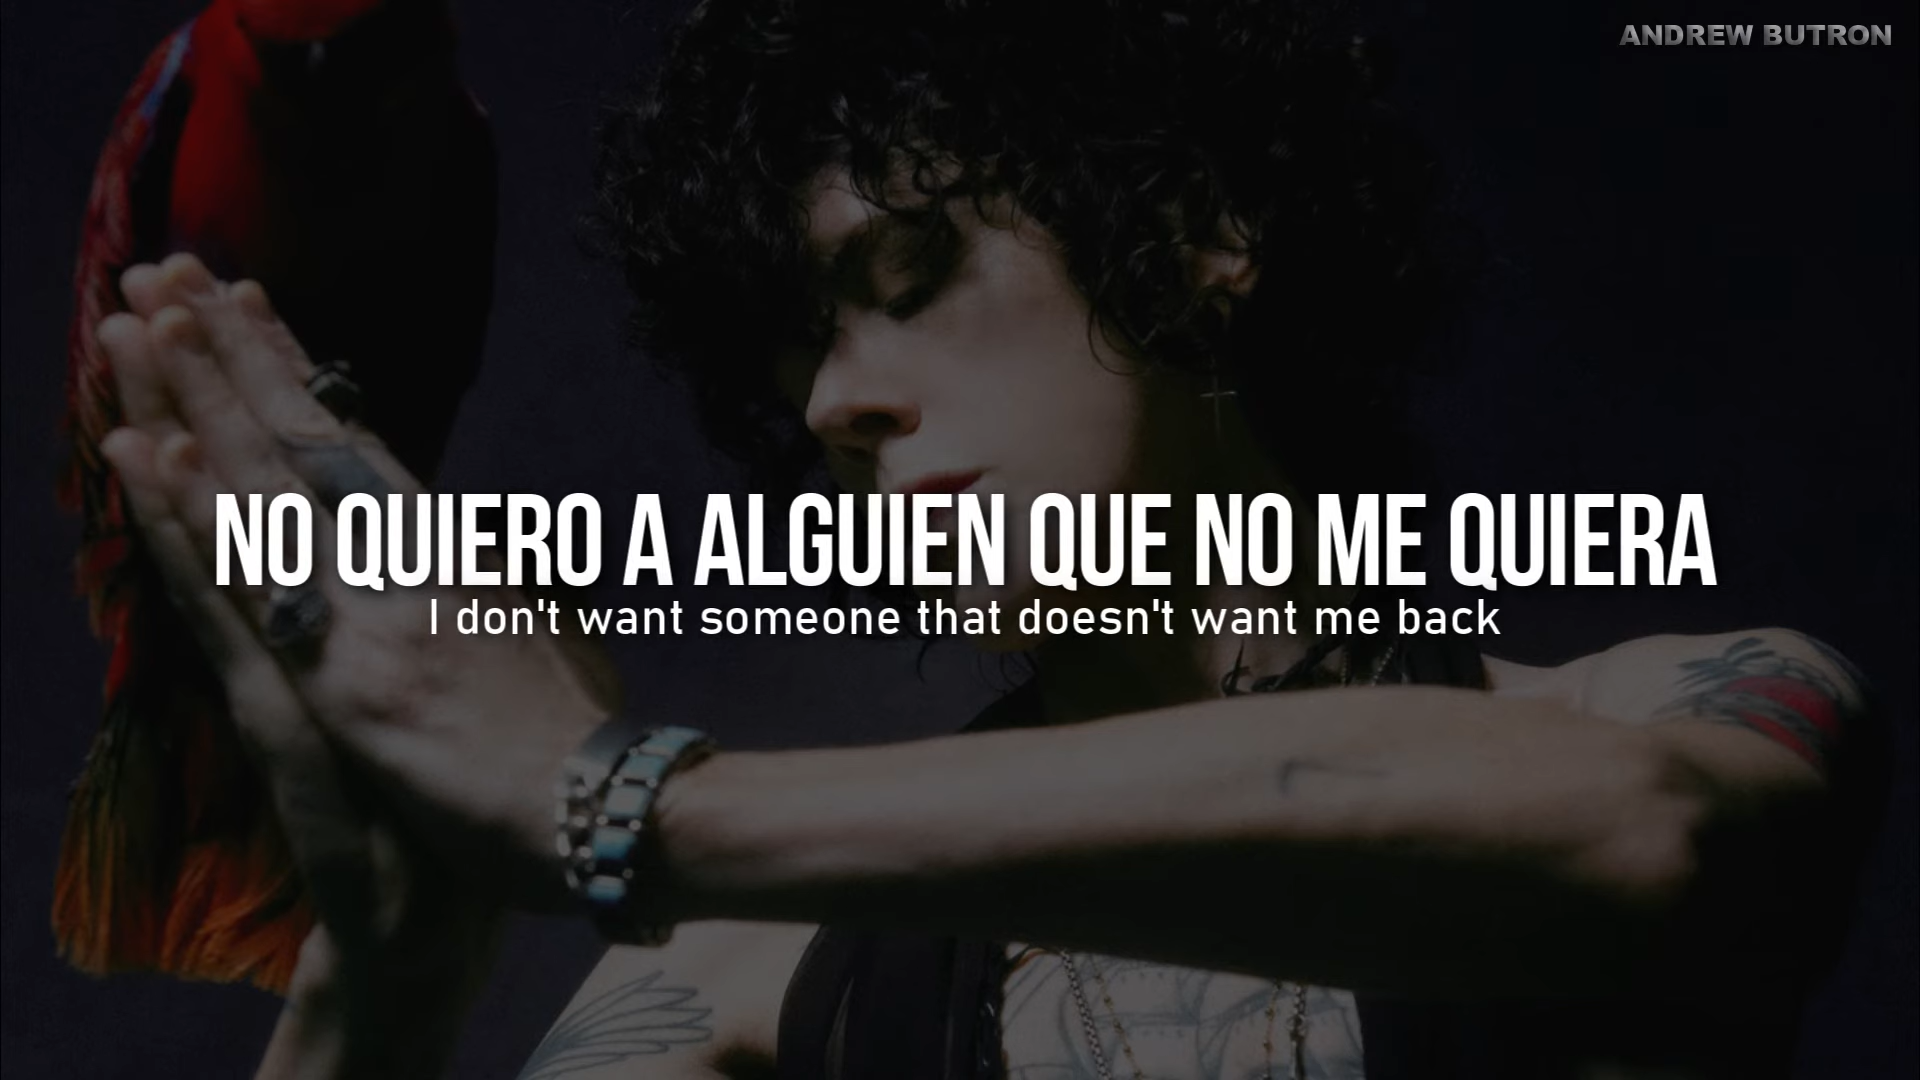 ANDREW BUTRON
NO QUIERO A ALGUIEN QUE NO ME QUIERA
I don't want someone that doesn't want me back